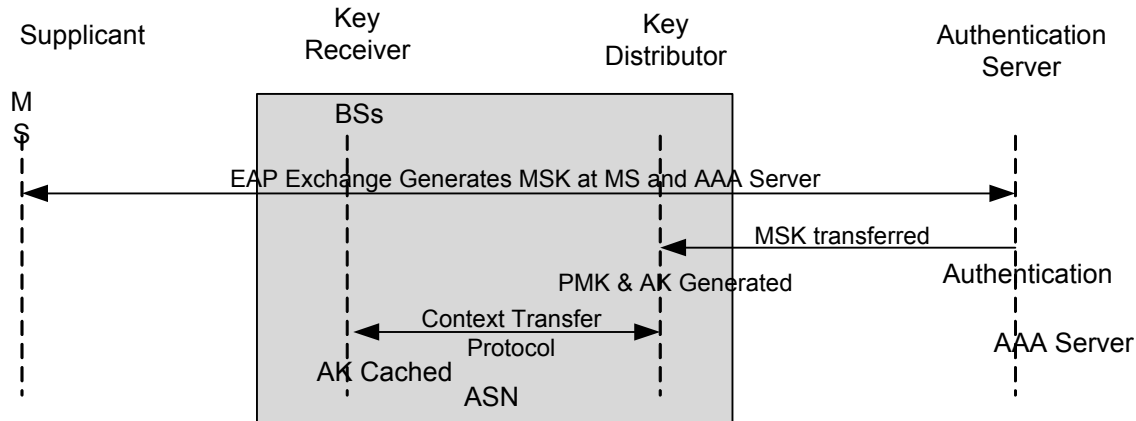 Supplicant
Key
Receiver
Key
Distributor
Authentication
Server
M
S
BSs
EAP Exchange Generates MSK at MS and AAA Server
MSK transferred
PMK & AK Generated
Authentication
Context Transfer
Protocol
AAA Server
AK Cached
ASN